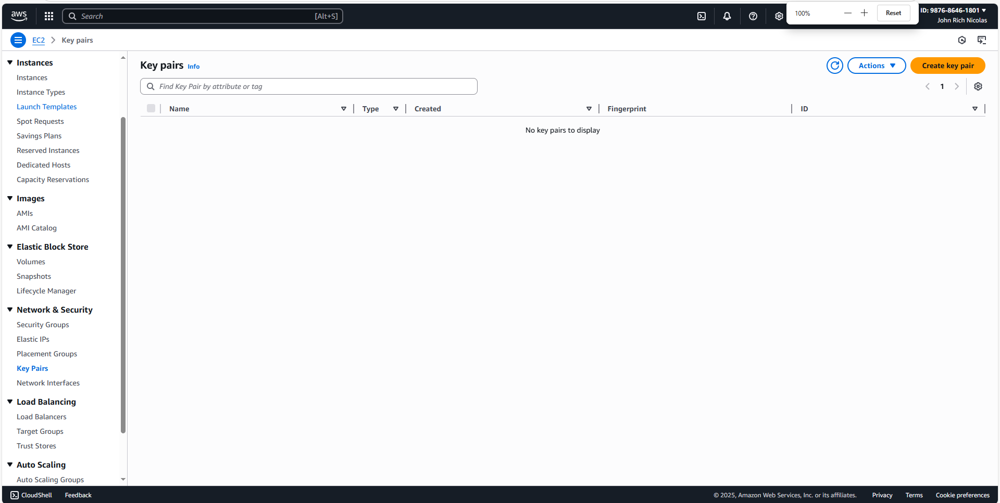 aws
Search [Alt+S]
100% Reset
ID: 9876-8646-1801
John Rich Nicolas
EC2 Key pairs
Instances
Instances
Instance Types
Launch Templates
Spot Requests
Savings Plans
Reserved Instances
Dedicated Hosts
Capacity Reservations
Images
AMIs
AMI Catalog
Elastic Block Store
Volumes
Snapshots
Lifecycle Manager
Network & Security
Security Groups
Elastic IPs
Placement Groups
Key Pairs
Network Interfaces
Load Balancing
Load Balancers
Target Groups
Trust Stores
Auto Scaling
Auto Scaling Groups
Key pairs Info
Actions Create key pair
Find Key Pair by attribute or tag
1
Name Type Created Fingerprint ID
No key pairs to display
CloudShell Feedback
© 2025, Amazon Web Services, Inc. or its affiliates. Privacy Terms Cookie preferences